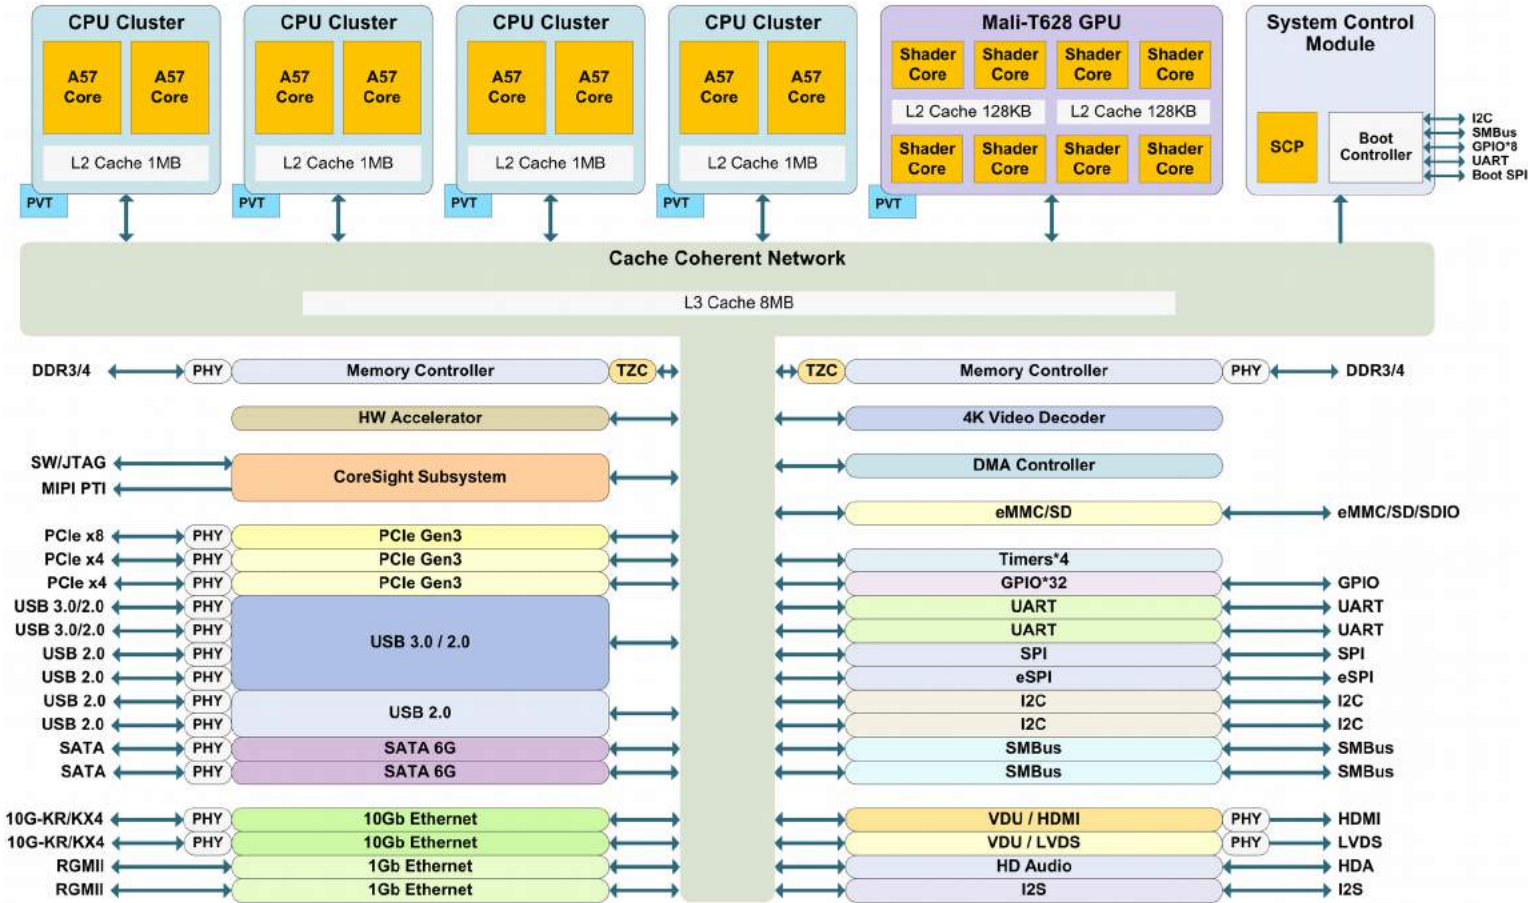 CPU Cluster
A57 Core
A57 Core
L2 Cache 1MB
PVT
CPU Cluster
A57 Core
A57 Core
L2 Cache 1MB
PVT
CPU Cluster
A57 Core
A57 Core
L2 Cache 1MB
PVT
CPU Cluster
A57 Core
A57 Core
L2 Cache 1MB
PVT
Mali-T628 GPU
Shader Core
Shader Core
Shader Core
Shader Core
L2 Cache 128KB
L2 Cache 128KB
Shader Core
Shader Core
Shader Core
Shader Core
PVT
System Control
Module
SCP
Boot
Controller
I2C
SMBus
GPIO*8
UART
Boot SPI
Cache Coherent Network
L3 Cache 8MB
DDR3/4 PHY Memory Controller TZC
HW Accelerator
SW/JTAG
MIPI PTI
CoreSight Subsystem
PCIe x8 PHY PCIe Gen3
PCIe x4 PHY PCIe Gen3
PCIe x4 PHY PCIe Gen3
USB 3.0/2.0 PHY
USB 3.0/2.0 PHY
USB 3.0 / 2.0
USB 2.0 PHY
USB 2.0 PHY
USB 2.0 PHY
USB 2.0
USB 2.0 PHY
SATA PHY SATA 6G
SATA PHY SATA 6G
10G-KR/KX4 PHY 10Gb Ethernet
10G-KR/KX4 PHY 10Gb Ethernet
RGMII 1Gb Ethernet
RGMII 1Gb Ethernet
TZC Memory Controller PHY DDR3/4
4K Video Decoder
DMA Controller
eMMC/SD eMMC/SD/SDIO
Timers*4
GPIO*32 GPIO
UART UART
UART UART
SPI SPI
eSPI eSPI
I2C I2C
I2C I2C
SMBus SMBus
SMBus SMBus
VDU / HDMI PHY HDMI
VDU / LVDS PHY LVDS
HD Audio HDA
I2S I2S